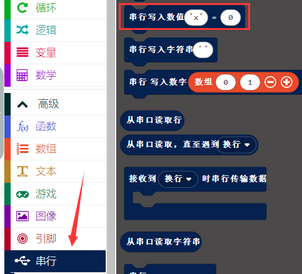 循环
逻辑
变量
数学
高级
函数
数组
文本
游戏
图像
引脚
串行
串行写入数值 "x" = 0
串行写入字符串 " "
串行 写入数字 数组 0 1
从串口读取行
从串口读取，直至遇到 换行
接收到 换行 时串行传输数据
从串口读取字符串